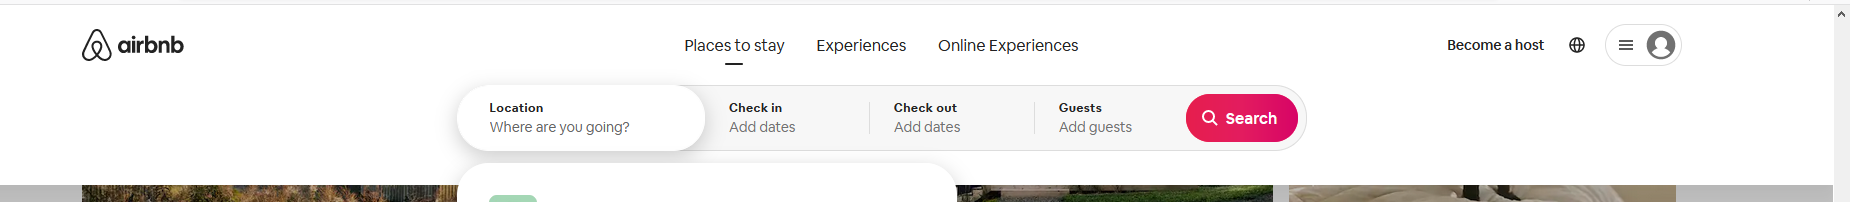 airbnb
Places to stay Experiences Online Experiences
Become a host
Location Check in Check out Guests
Where are you going? Add dates Add dates Add guests
Search